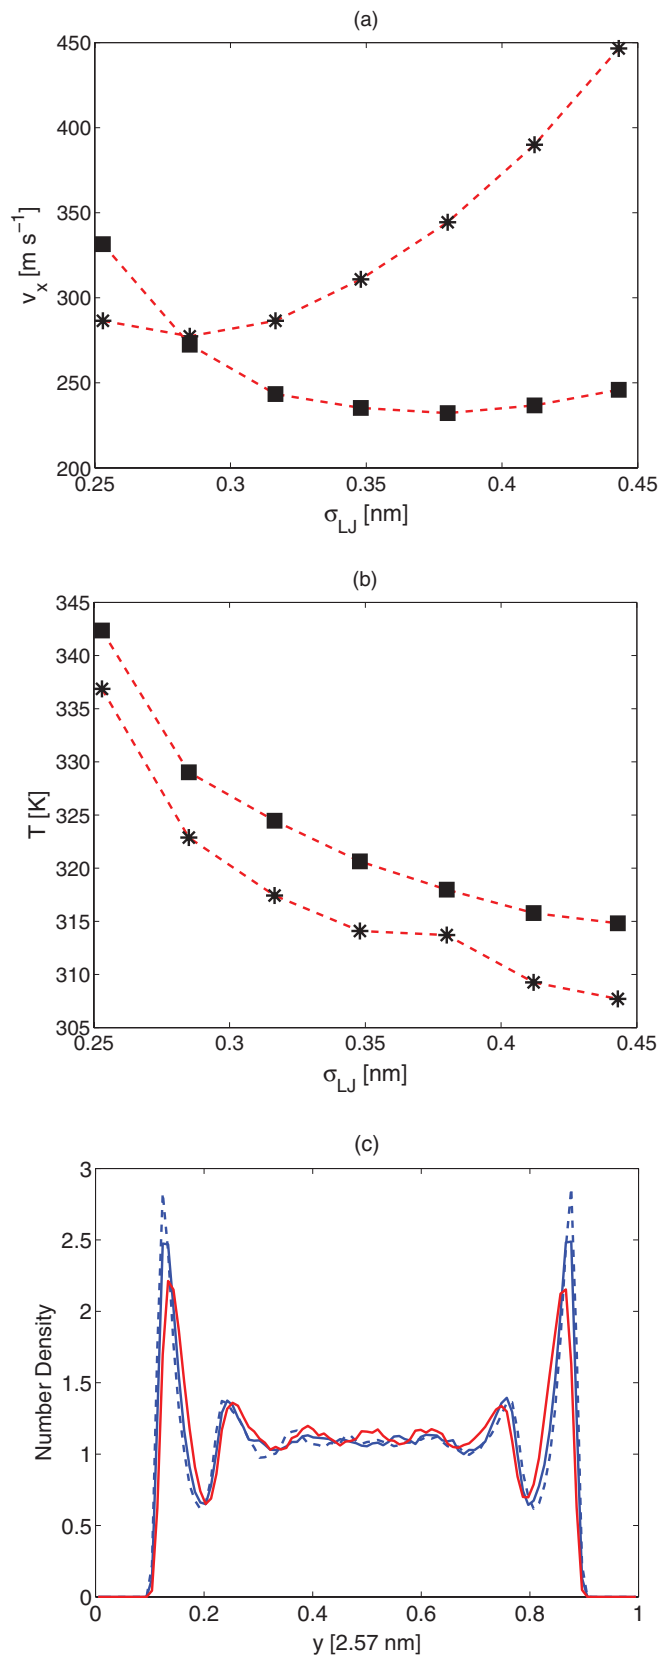 (a)
450
400
350
300
250
200
v_x [m s⁻¹]
0.25 0.3 0.35 0.4 0.45
σ_LJ [nm]
(b)
345
340
335
330
325
320
315
310
305
T [K]
0.25 0.3 0.35 0.4 0.45
σ_LJ [nm]
(c)
3
2.5
2
1.5
1
0.5
0
Number Density
0 0.2 0.4 0.6 0.8 1
y [2.57 nm]